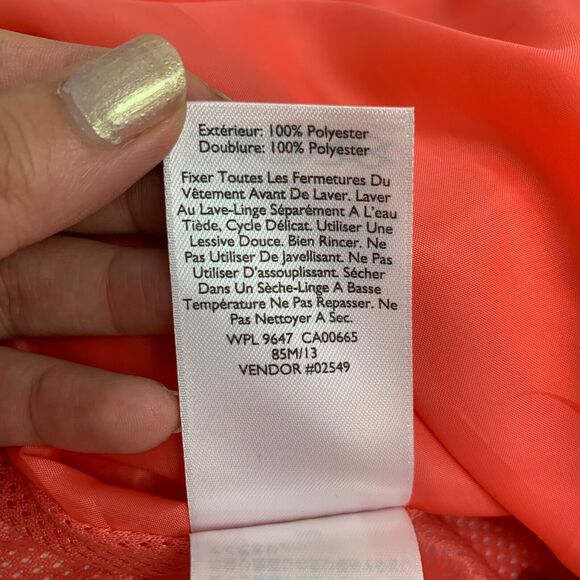 Extérieur: 100% Polyester
Doublure: 100% Polyester
Fixer Toutes Les Fermetures Du
Vêtement Avant De Laver. Laver
Au Lave-Linge Séparément A L'eau
Tiède, Cycle Délicat. Utiliser Une
Lessive Douce. Bien Rincer. Ne
Pas Utiliser De Javellisant. Ne Pas
Utiliser D'assouplissant. Sécher
Dans Un Sèche-Linge A Basse
Température Ne Pas Repasser. Ne
Pas Nettoyer A Sec.
WPL 9647 CA00665
85M/13
VENDOR #02549